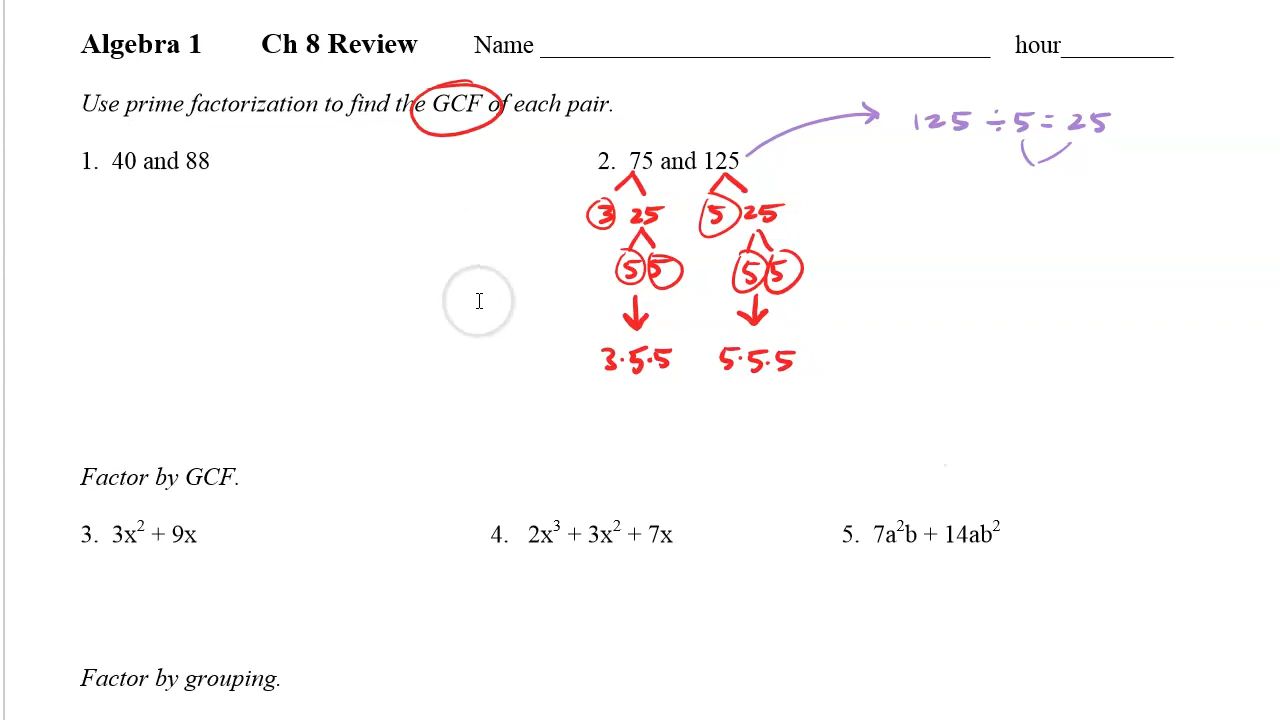 Algebra 1 Ch 8 Review Name hour
Use prime factorization to find the GCF of each pair.
125 ÷ 5 = 25
1. 40 and 88
2. 75 and 125
3 25 5 25
5 5 5 5
3·5·5 5·5·5
Factor by GCF.
3. 3x² + 9x
4. 2x³ + 3x² + 7x
5. 7a²b + 14ab²
Factor by grouping.